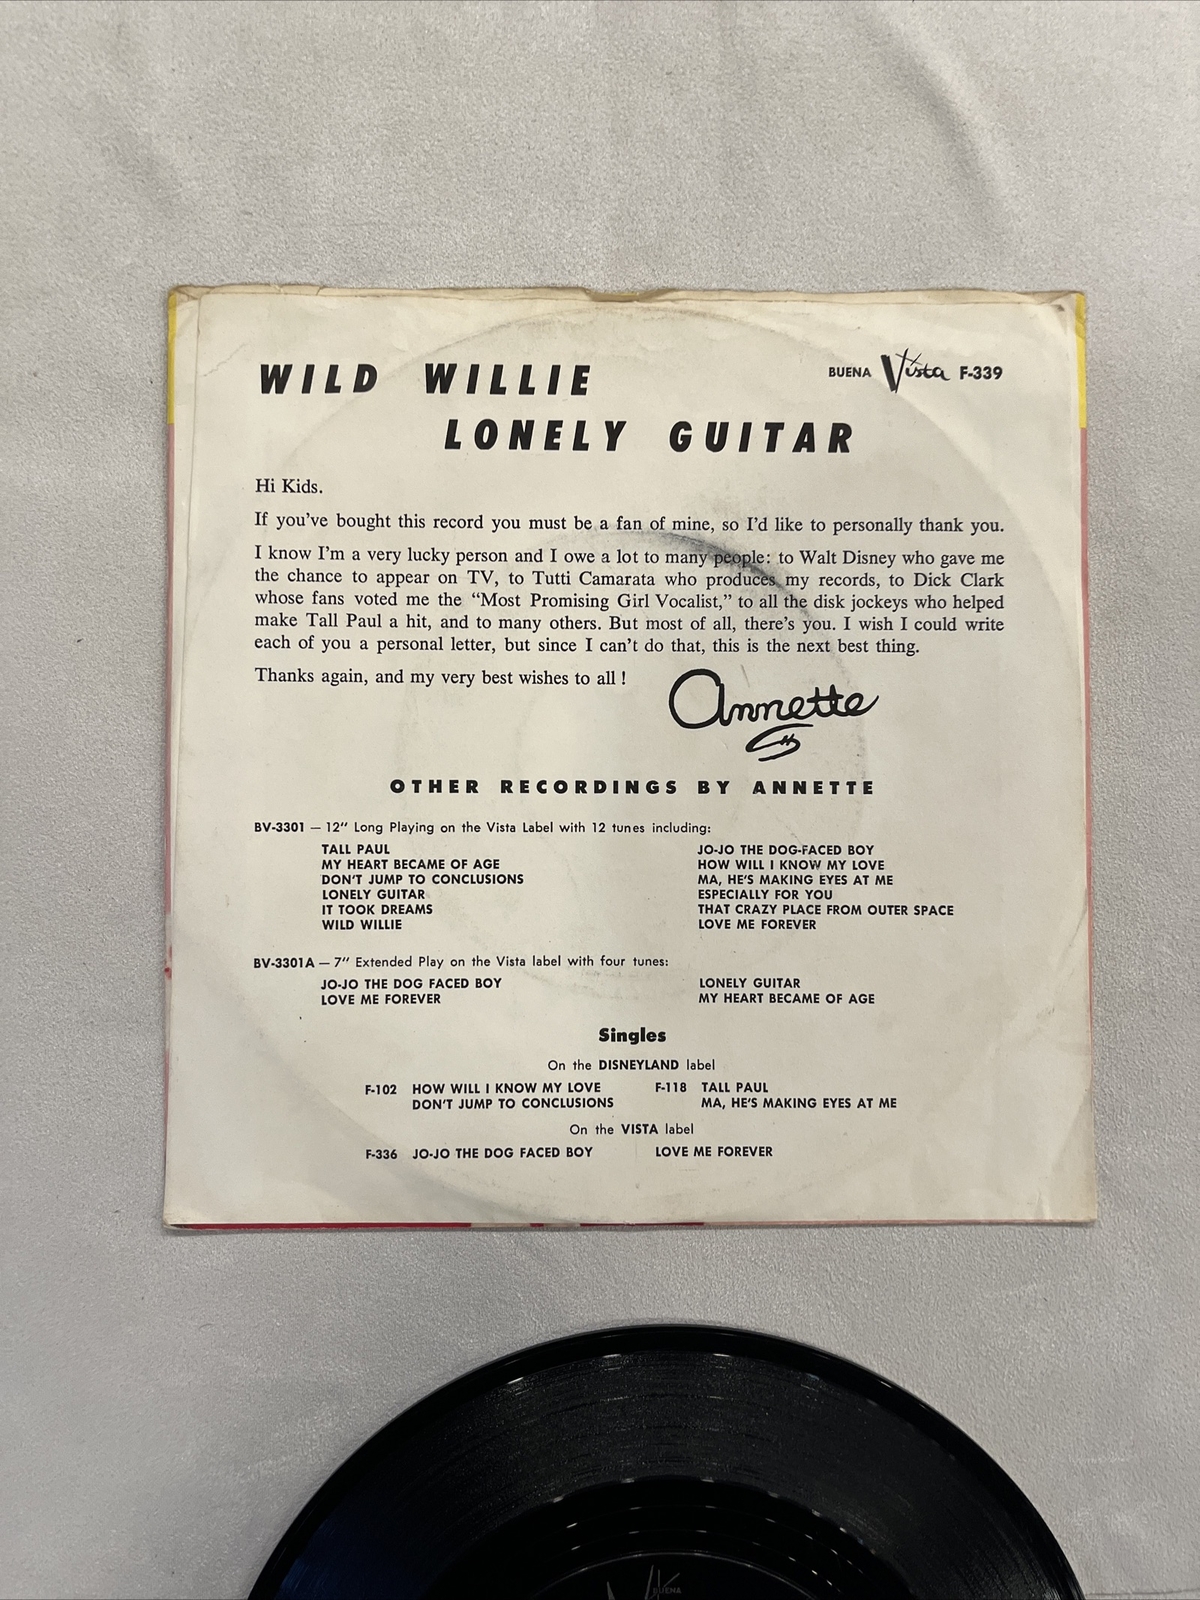 WILD WILLIE
BUENA Vista F-339
LONELY GUITAR
Hi Kids.
If you've bought this record you must be a fan of mine, so I'd like to personally thank you.
I know I'm a very lucky person and I owe a lot to many people: to Walt Disney who gave me
the chance to appear on TV, to Tutti Camarata who produces my records, to Dick Clark
whose fans voted me the "Most Promising Girl Vocalist," to all the disk jockeys who helped
make Tall Paul a hit, and to many others. But most of all, there's you. I wish I could write
each of you a personal letter, but since I can't do that, this is the next best thing.
Thanks again, and my very best wishes to all !
Annette
OTHER RECORDINGS BY ANNETTE
BV-3301 — 12" Long Playing on the Vista Label with 12 tunes including:
TALL PAUL
MY HEART BECAME OF AGE
DON'T JUMP TO CONCLUSIONS
LONELY GUITAR
IT TOOK DREAMS
WILD WILLIE
JO-JO THE DOG-FACED BOY
HOW WILL I KNOW MY LOVE
MA, HE'S MAKING EYES AT ME
ESPECIALLY FOR YOU
THAT CRAZY PLACE FROM OUTER SPACE
LOVE ME FOREVER
BV-3301A — 7" Extended Play on the Vista label with four tunes:
JO-JO THE DOG FACED BOY
LOVE ME FOREVER
LONELY GUITAR
MY HEART BECAME OF AGE
Singles
On the DISNEYLAND label
F-102 HOW WILL I KNOW MY LOVE
DON'T JUMP TO CONCLUSIONS
F-118 TALL PAUL
MA, HE'S MAKING EYES AT ME
On the VISTA label
F-336 JO-JO THE DOG FACED BOY LOVE ME FOREVER
BUENA